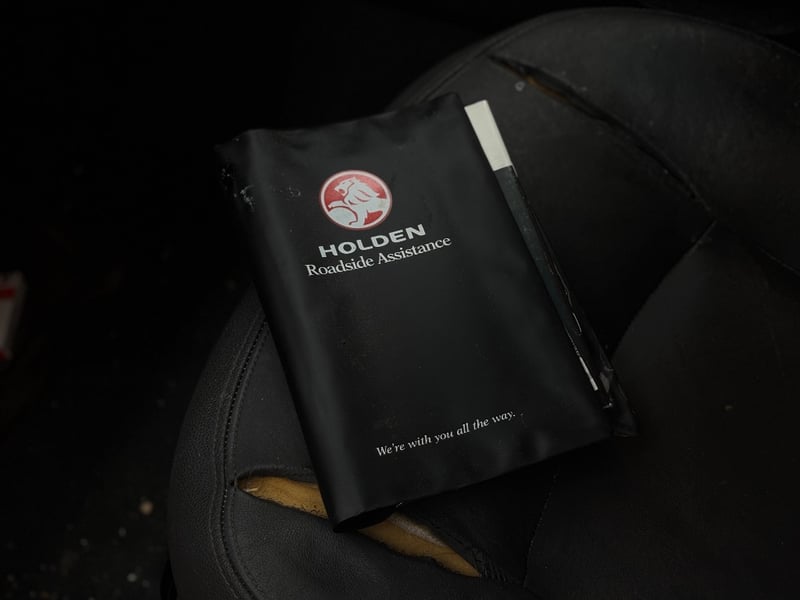 HOLDEN
Roadside Assistance
We're with you all the way.